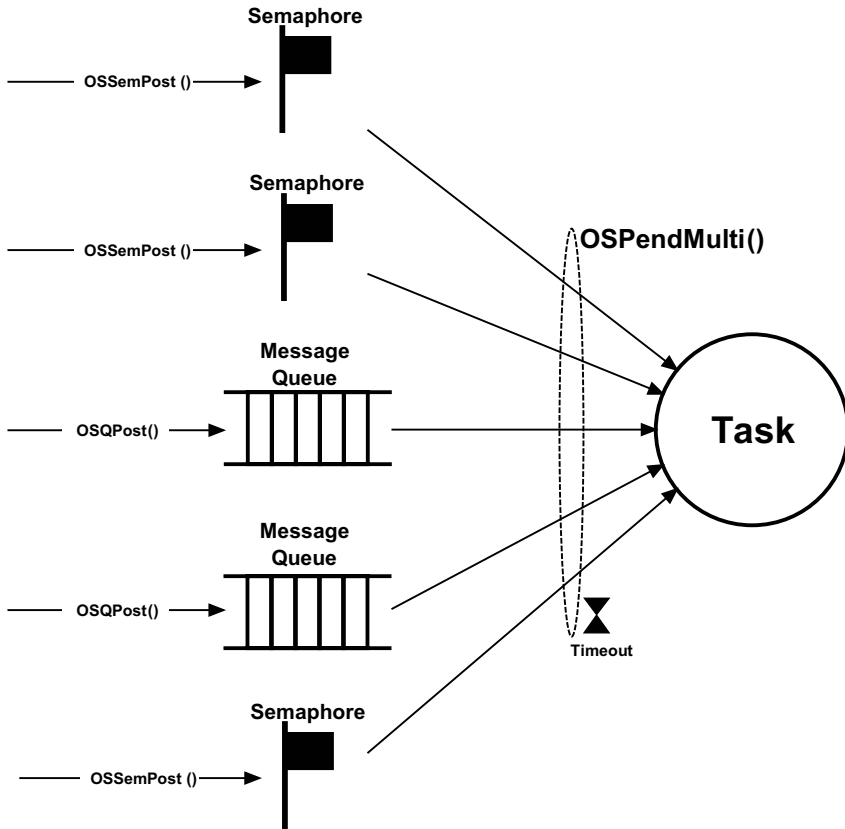 Semaphore
OSSemPost ()
Semaphore
OSSemPost ()
OSPendMulti()
Message
Queue
OSQPost()
Task
Message
Queue
OSQPost()
Timeout
Semaphore
OSSemPost ()